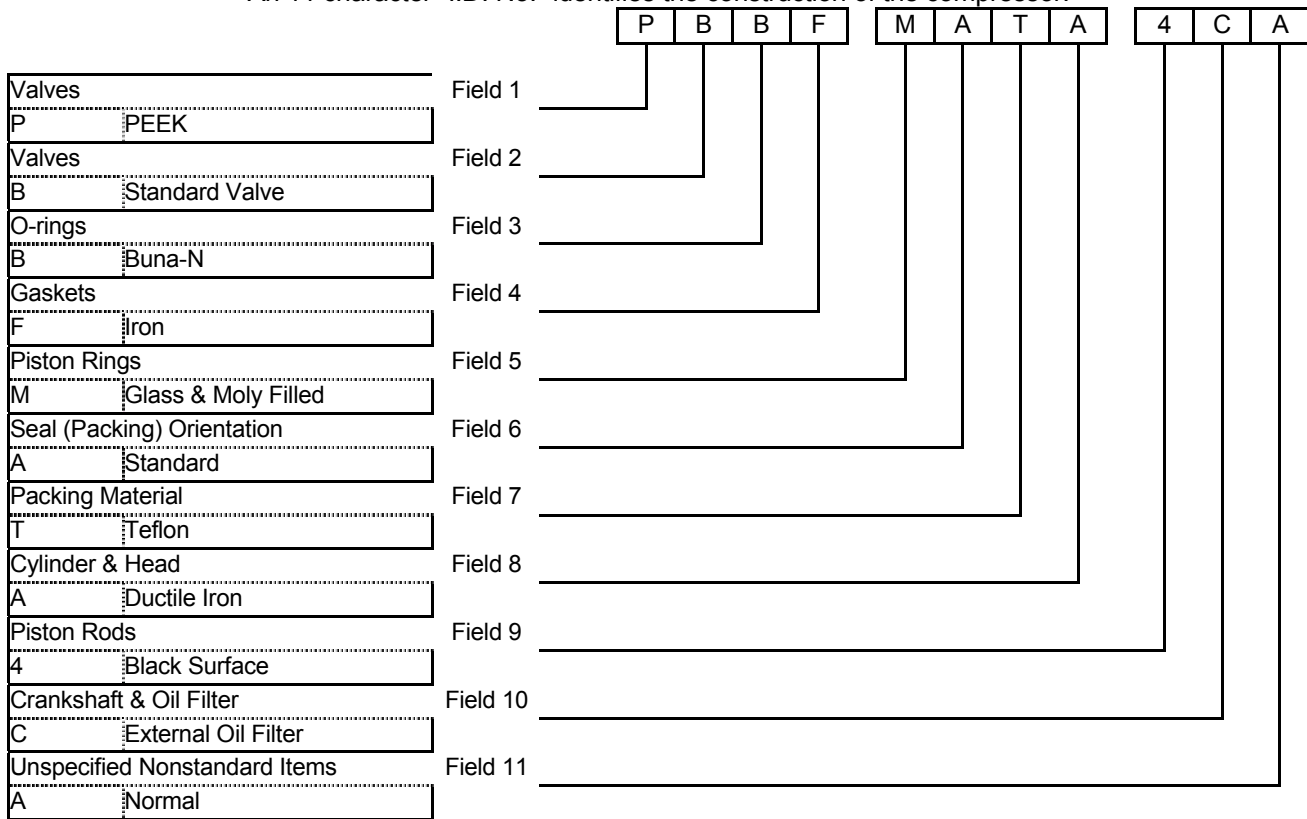 P B B F M A T A 4 C A
Valves Field 1
P PEEK
Valves Field 2
B Standard Valve
O-rings Field 3
B Buna-N
Gaskets Field 4
F Iron
Piston Rings Field 5
M Glass & Moly Filled
Seal (Packing) Orientation Field 6
A Standard
Packing Material Field 7
T Teflon
Cylinder & Head Field 8
A Ductile Iron
Piston Rods Field 9
4 Black Surface
Crankshaft & Oil Filter Field 10
C External Oil Filter
Unspecified Nonstandard Items Field 11
A Normal